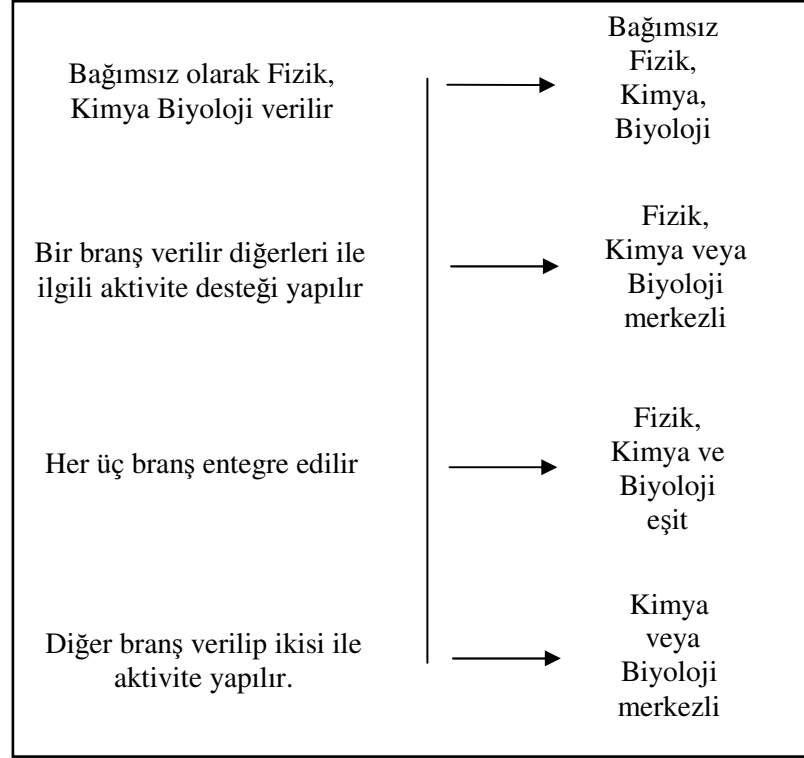 Bağımsız olarak Fizik,
Kimya Biyoloji verilir
Bağımsız
Fizik,
Kimya,
Biyoloji
Bir branş verilir diğerleri ile
ilgili aktivite desteği yapılır
Fizik,
Kimya veya
Biyoloji
merkezli
Her üç branş entegre edilir
Fizik,
Kimya ve
Biyoloji
eşit
Diğer branş verilip ikisi ile
aktivite yapılır.
Kimya
veya
Biyoloji
merkezli